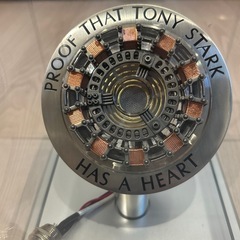 PROOF THAT TONY STARK
HAS A HEART